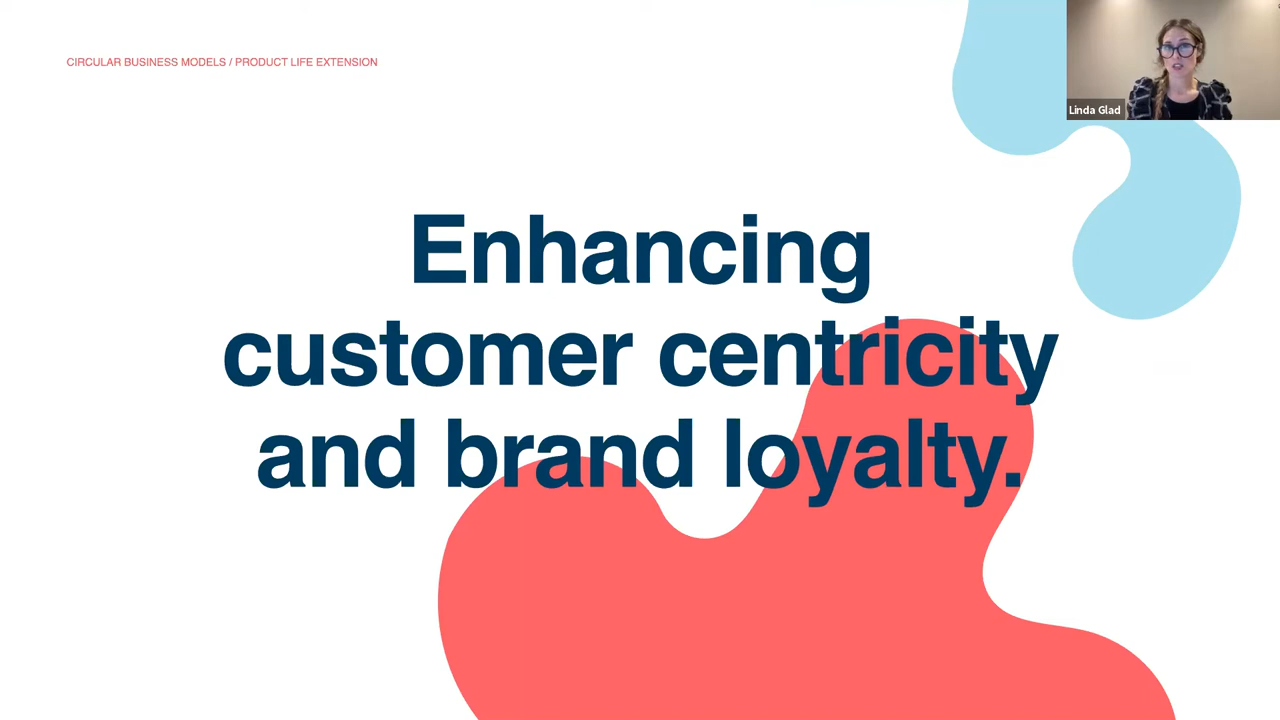 CIRCULAR BUSINESS MODELS / PRODUCT LIFE EXTENSION
Linda Glad
Enhancing
customer centricity
and brand loyalty.